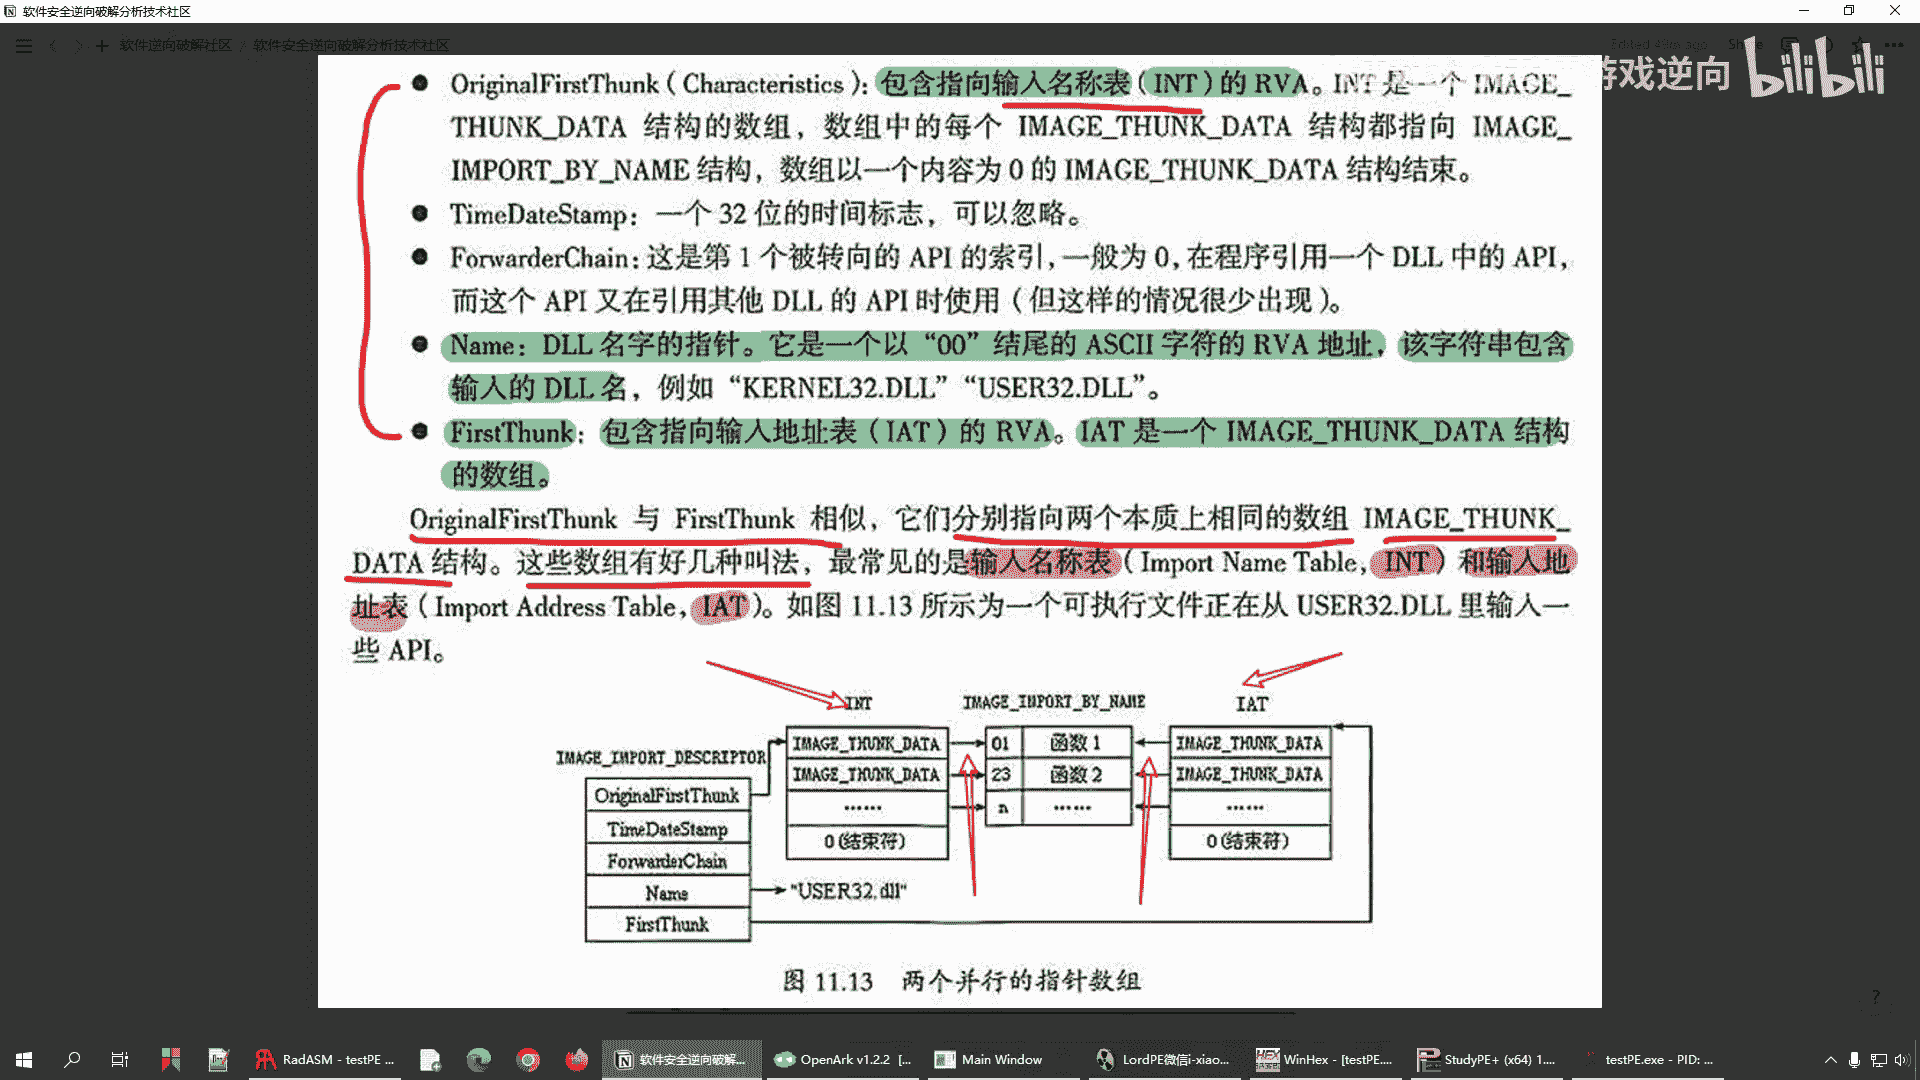 软件安全逆向破解分析技术社区
软件逆向破解社区 / 软件安全逆向破解分析技术社区
Edited 49m ago
游戏逆向 bilibili
● OriginalFirstThunk(Characteristics):包含指向输入名称表(INT)的 RVA。INT 是一个 IMAGE_
THUNK_DATA 结构的数组,数组中的每个 IMAGE_THUNK_DATA 结构都指向 IMAGE_
IMPORT_BY_NAME 结构,数组以一个内容为 0 的 IMAGE_THUNK_DATA 结构结束。
● TimeDateStamp:一个 32 位的时间标志,可以忽略。
● ForwarderChain:这是第 1 个被转向的 API 的索引,一般为 0,在程序引用一个 DLL 中的 API,
而这个 API 又在引用其他 DLL 的 API 时使用(但这样的情况很少出现)。
● Name:DLL 名字的指针。它是一个以“00”结尾的 ASCII 字符的 RVA 地址,该字符串包含
输入的 DLL 名,例如“KERNEL32.DLL”“USER32.DLL”。
● FirstThunk:包含指向输入地址表(IAT)的 RVA。IAT 是一个 IMAGE_THUNK_DATA 结构
的数组。
OriginalFirstThunk 与 FirstThunk 相似,它们分别指向两个本质上相同的数组 IMAGE_THUNK_
DATA 结构。这些数组有好几种叫法,最常见的是输入名称表(Import Name Table,INT)和输入地
址表(Import Address Table,IAT)。如图 11.13 所示为一个可执行文件正在从 USER32.DLL 里输入一
些 API。
INT IMAGE_IMPORT_BY_NAME IAT
IMAGE_THUNK_DATA 01 函数 1 IMAGE_THUNK_DATA
IMAGE_IMPORT_DESCRIPTOR
IMAGE_THUNK_DATA 23 函数 2 IMAGE_THUNK_DATA
OriginalFirstThunk
…… n …… ……
TimeDateStamp
0(结束符) 0(结束符)
ForwarderChain
Name "USER32.dll"
FirstThunk
图 11.13 两个并行的指针数组
?
RadASM - testPE ...
软件安全逆向破解...
OpenArk v1.2.2 [...
Main Window
LordPE微信i-xiao...
WinHex - [testPE....
StudyPE+ (x64) 1....
testPE.exe - PID: ...